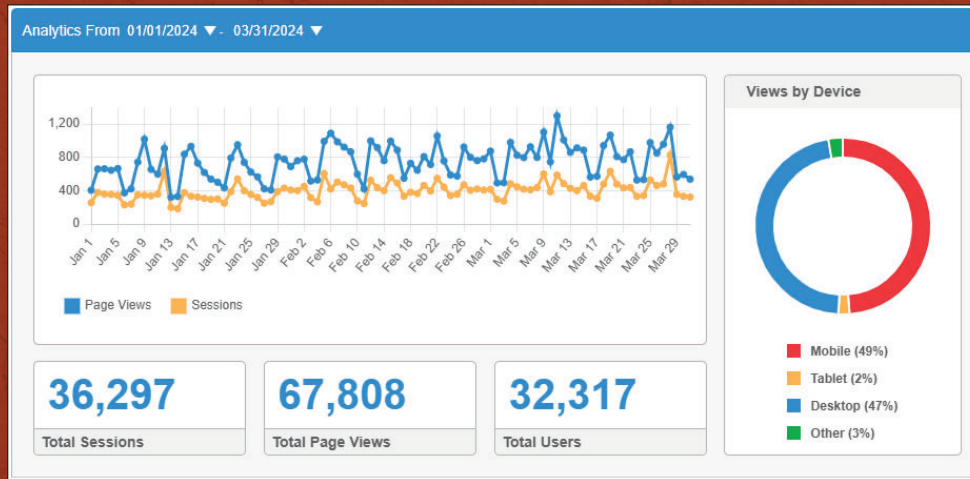 Analytics From 01/01/2024 ▼ - 03/31/2024 ▼
1,200
800
400
0
Jan 1 Jan 5 Jan 9 Jan 13 Jan 17 Jan 21 Jan 25 Jan 29 Feb 2 Feb 6 Feb 10 Feb 14 Feb 18 Feb 22 Feb 26 Mar 1 Mar 5 Mar 9 Mar 13 Mar 17 Mar 21 Mar 25 Mar 29
Page Views Sessions
36,297
Total Sessions
67,808
Total Page Views
32,317
Total Users
Views by Device
Mobile (49%)
Tablet (2%)
Desktop (47%)
Other (3%)